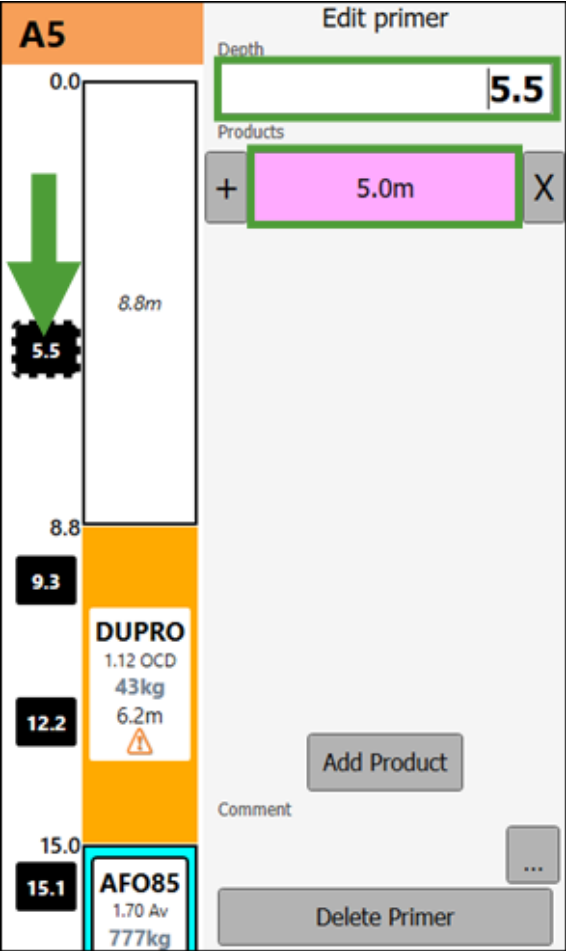 A5
0.0
8.8m
5.5
8.8
9.3
DUPRO
1.12 OCD
43kg
6.2m
12.2
15.0
15.1
AFO85
1.70 Av
777kg
Edit primer
Depth
5.5
Products
+ 5.0m X
Add Product
Comment
...
Delete Primer